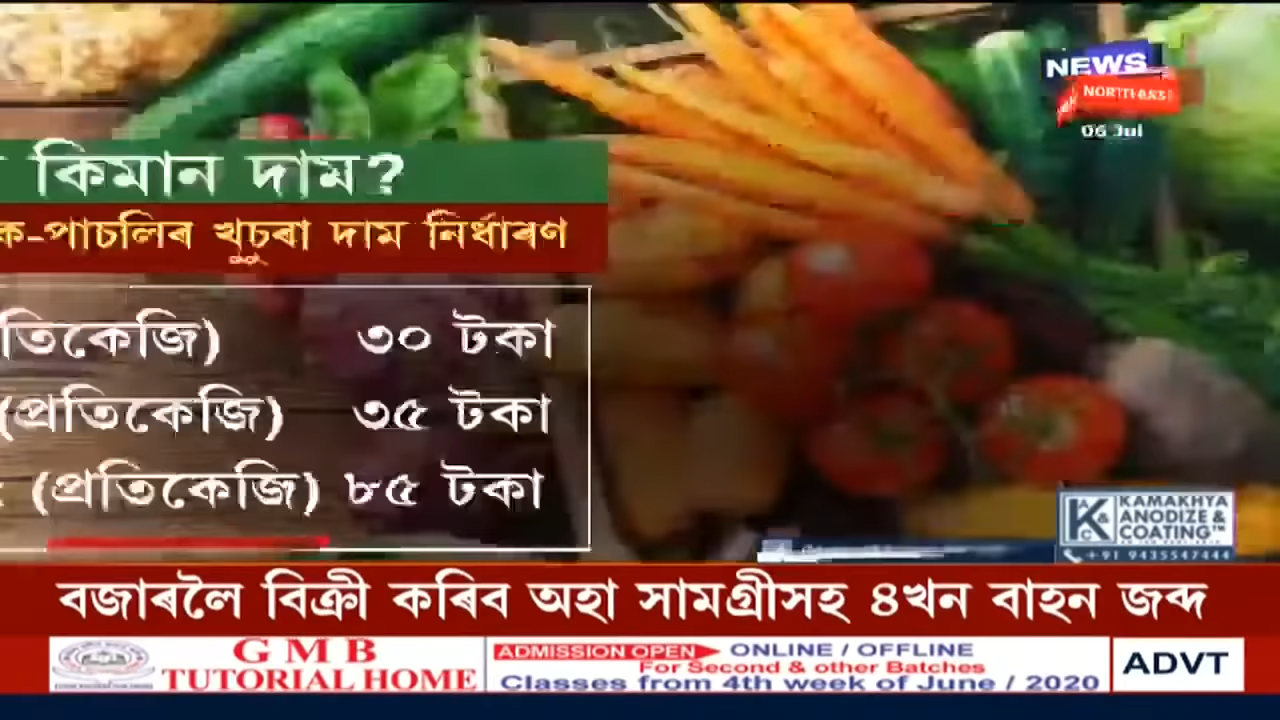 NEWS
NORTHEAST
06 Jul
কিমান দাম?
ক-পাচলিৰ খুচুৰা দাম নিৰ্ধাৰণ
তিকেজি) ৩০ টকা
(প্ৰতিকেজি) ৩৫ টকা
(প্ৰতিকেজি) ৮৫ টকা
KAMAKHYA
ANODIZE &
COATING™
+91 9435547444
বজাৰলৈ বিক্ৰী কৰিব অহা সামগ্ৰীসহ ৪খন বাহন জব্দ
GMB
TUTORIAL HOME
ADMISSION OPEN ONLINE / OFFLINE
For Second & other Batches
Classes from 4th week of June / 2020
ADVT